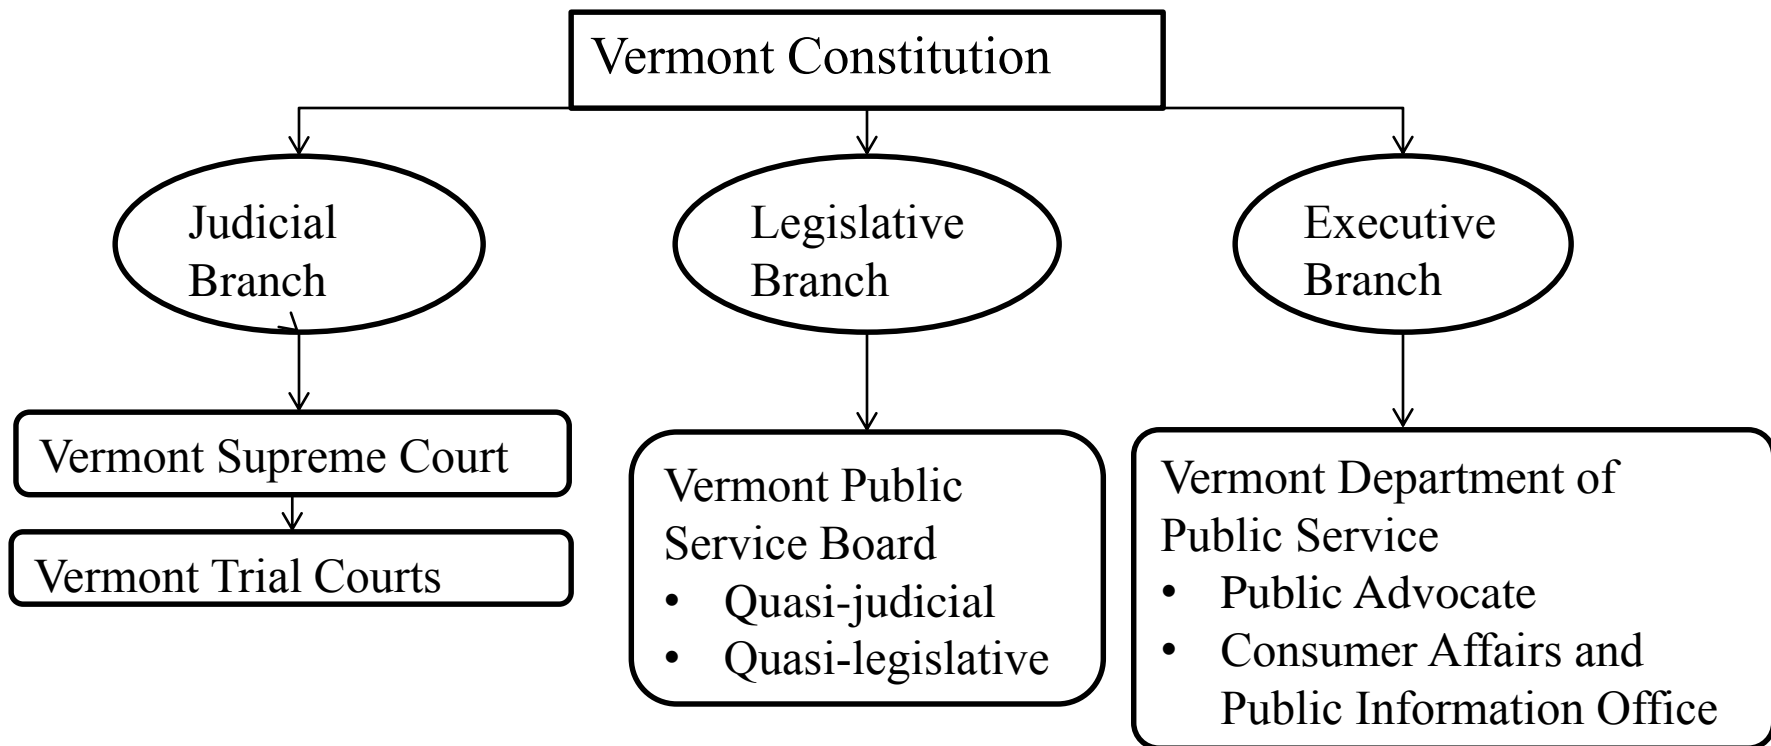 Vermont Constitution
Judicial
Branch
Legislative
Branch
Executive
Branch
Vermont Supreme Court
Vermont Trial Courts
Vermont Public
Service Board
• Quasi-judicial
• Quasi-legislative
Vermont Department of
Public Service
• Public Advocate
• Consumer Affairs and
Public Information Office